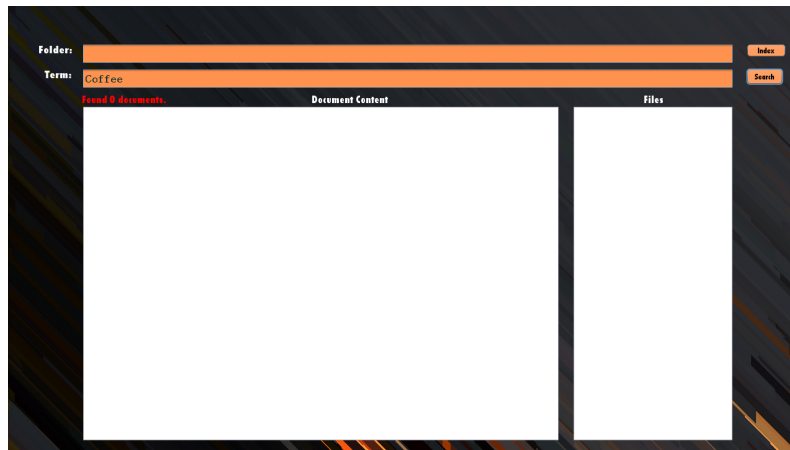 Folder: Index
Term: Coffee Search
Found 0 documents. Document Content Files